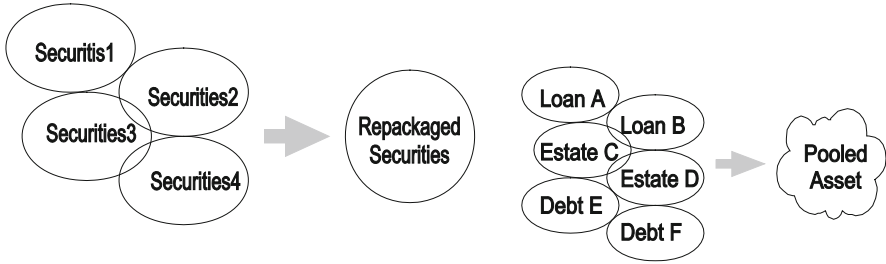 Securitis1
Securities2
Securities3
Securities4
Repackaged
Securities
Loan A
Loan B
Estate C
Estate D
Debt E
Debt F
Pooled
Asset